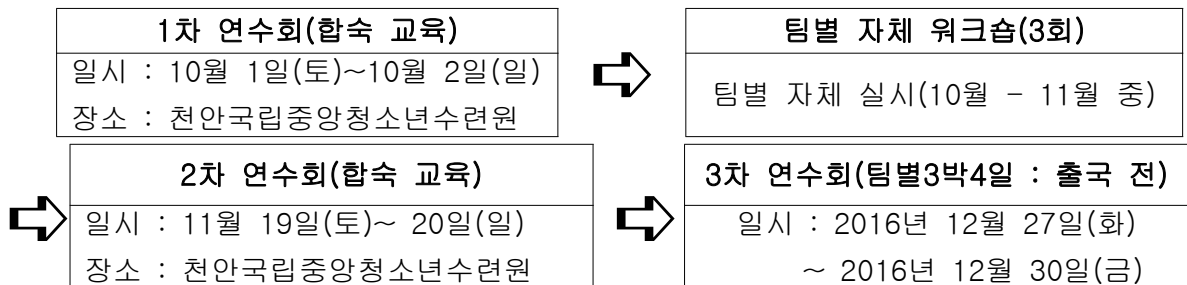 1차 연수회(합숙 교육)
일시 : 10월 1일(토)~10월 2일(일)
장소 : 천안국립중앙청소년수련원
팀별 자체 워크숍(3회)
팀별 자체 실시(10월 - 11월 중)
2차 연수회(합숙 교육)
일시 : 11월 19일(토)~ 20일(일)
장소 : 천안국립중앙청소년수련원
3차 연수회(팀별3박4일 : 출국 전)
일시 : 2016년 12월 27일(화)
~ 2016년 12월 30일(금)